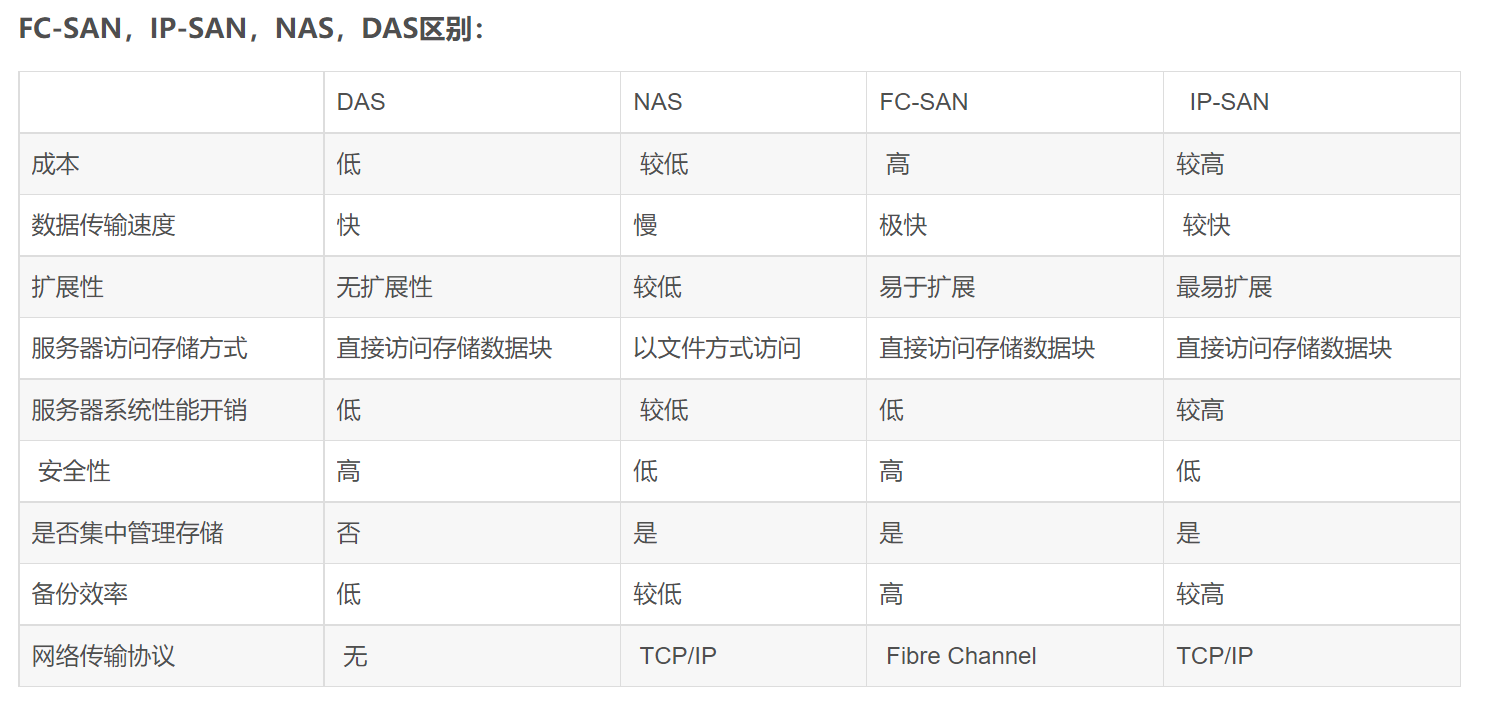 FC-SAN，IP-SAN，NAS，DAS区别：
DAS NAS FC-SAN IP-SAN
成本 低 较低 高 较高
数据传输速度 快 慢 极快 较快
扩展性 无扩展性 较低 易于扩展 最易扩展
服务器访问存储方式 直接访问存储数据块 以文件方式访问 直接访问存储数据块 直接访问存储数据块
服务器系统性能开销 低 较低 低 较高
安全性 高 低 高 低
是否集中管理存储 否 是 是 是
备份效率 低 较低 高 较高
网络传输协议 无 TCP/IP Fibre Channel TCP/IP